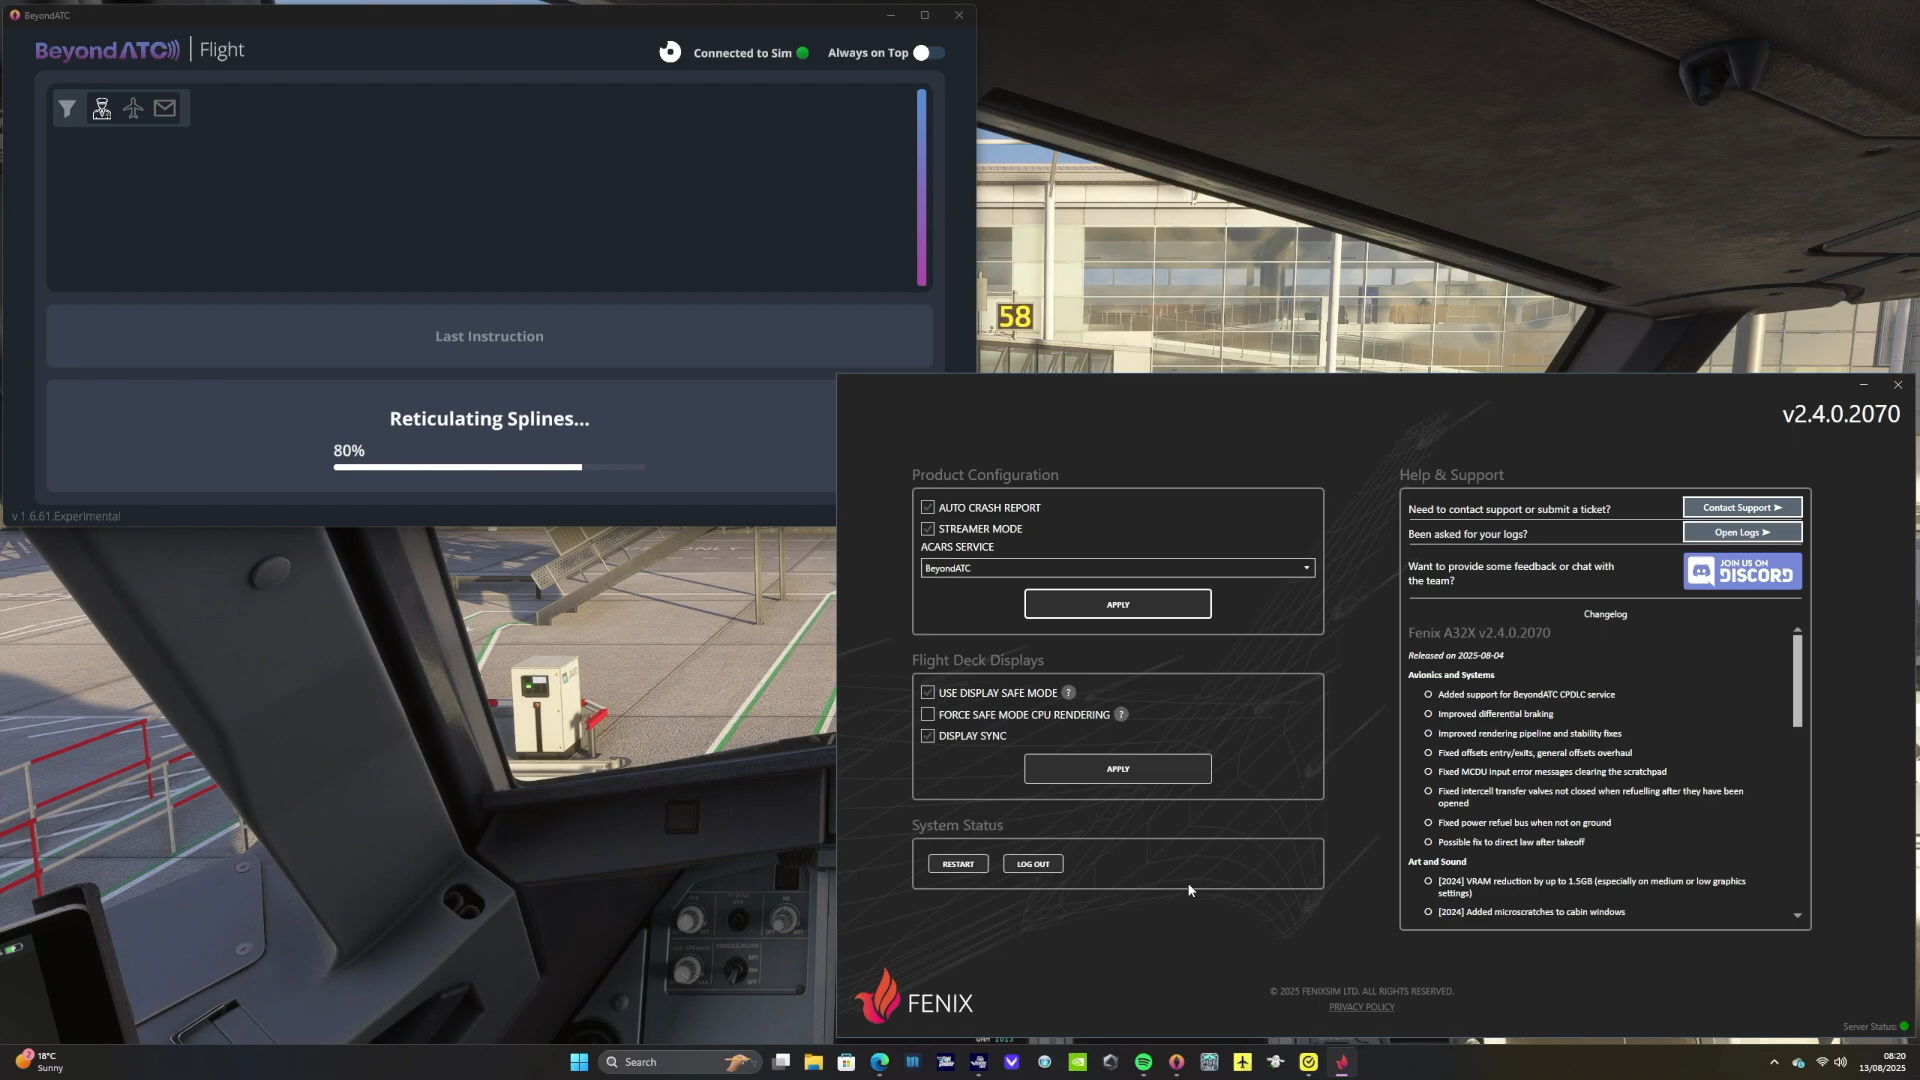 BeyondATC
BeyondATC | Flight
Connected to Sim
Always on Top
Last Instruction
Reticulating Splines...
80%
v 1.6.61.Experimental
58
v2.4.0.2070
Product Configuration
AUTO CRASH REPORT
STREAMER MODE
ACARS SERVICE
BeyondATC
APPLY
Flight Deck Displays
USE DISPLAY SAFE MODE ?
FORCE SAFE MODE CPU RENDERING ?
DISPLAY SYNC
APPLY
System Status
RESTART
LOG OUT
Help & Support
Need to contact support or submit a ticket?
Contact Support
Been asked for your logs?
Open Logs
Want to provide some feedback or chat with
the team?
JOIN US ON
DISCORD
Changelog
Fenix A32X v2.4.0.2070
Released on 2025-08-04
Avionics and Systems
Added support for BeyondATC CPDLC service
Improved differential braking
Improved rendering pipeline and stability fixes
Fixed offsets entry/exits, general offsets overhaul
Fixed MCDU input error messages clearing the scratchpad
Fixed intercell transfer valves not closed when refuelling after they have been
opened
Fixed power refuel bus when not on ground
Possible fix to direct law after takeoff
Art and Sound
[2024] VRAM reduction by up to 1.5GB (especially on medium or low graphics
settings)
[2024] Added microscratches to cabin windows
FENIX
© 2025 FENIXSIM LTD. ALL RIGHTS RESERVED.
PRIVACY POLICY
Server Status:
2
18°C
Sunny
Search
08:20
13/08/2025